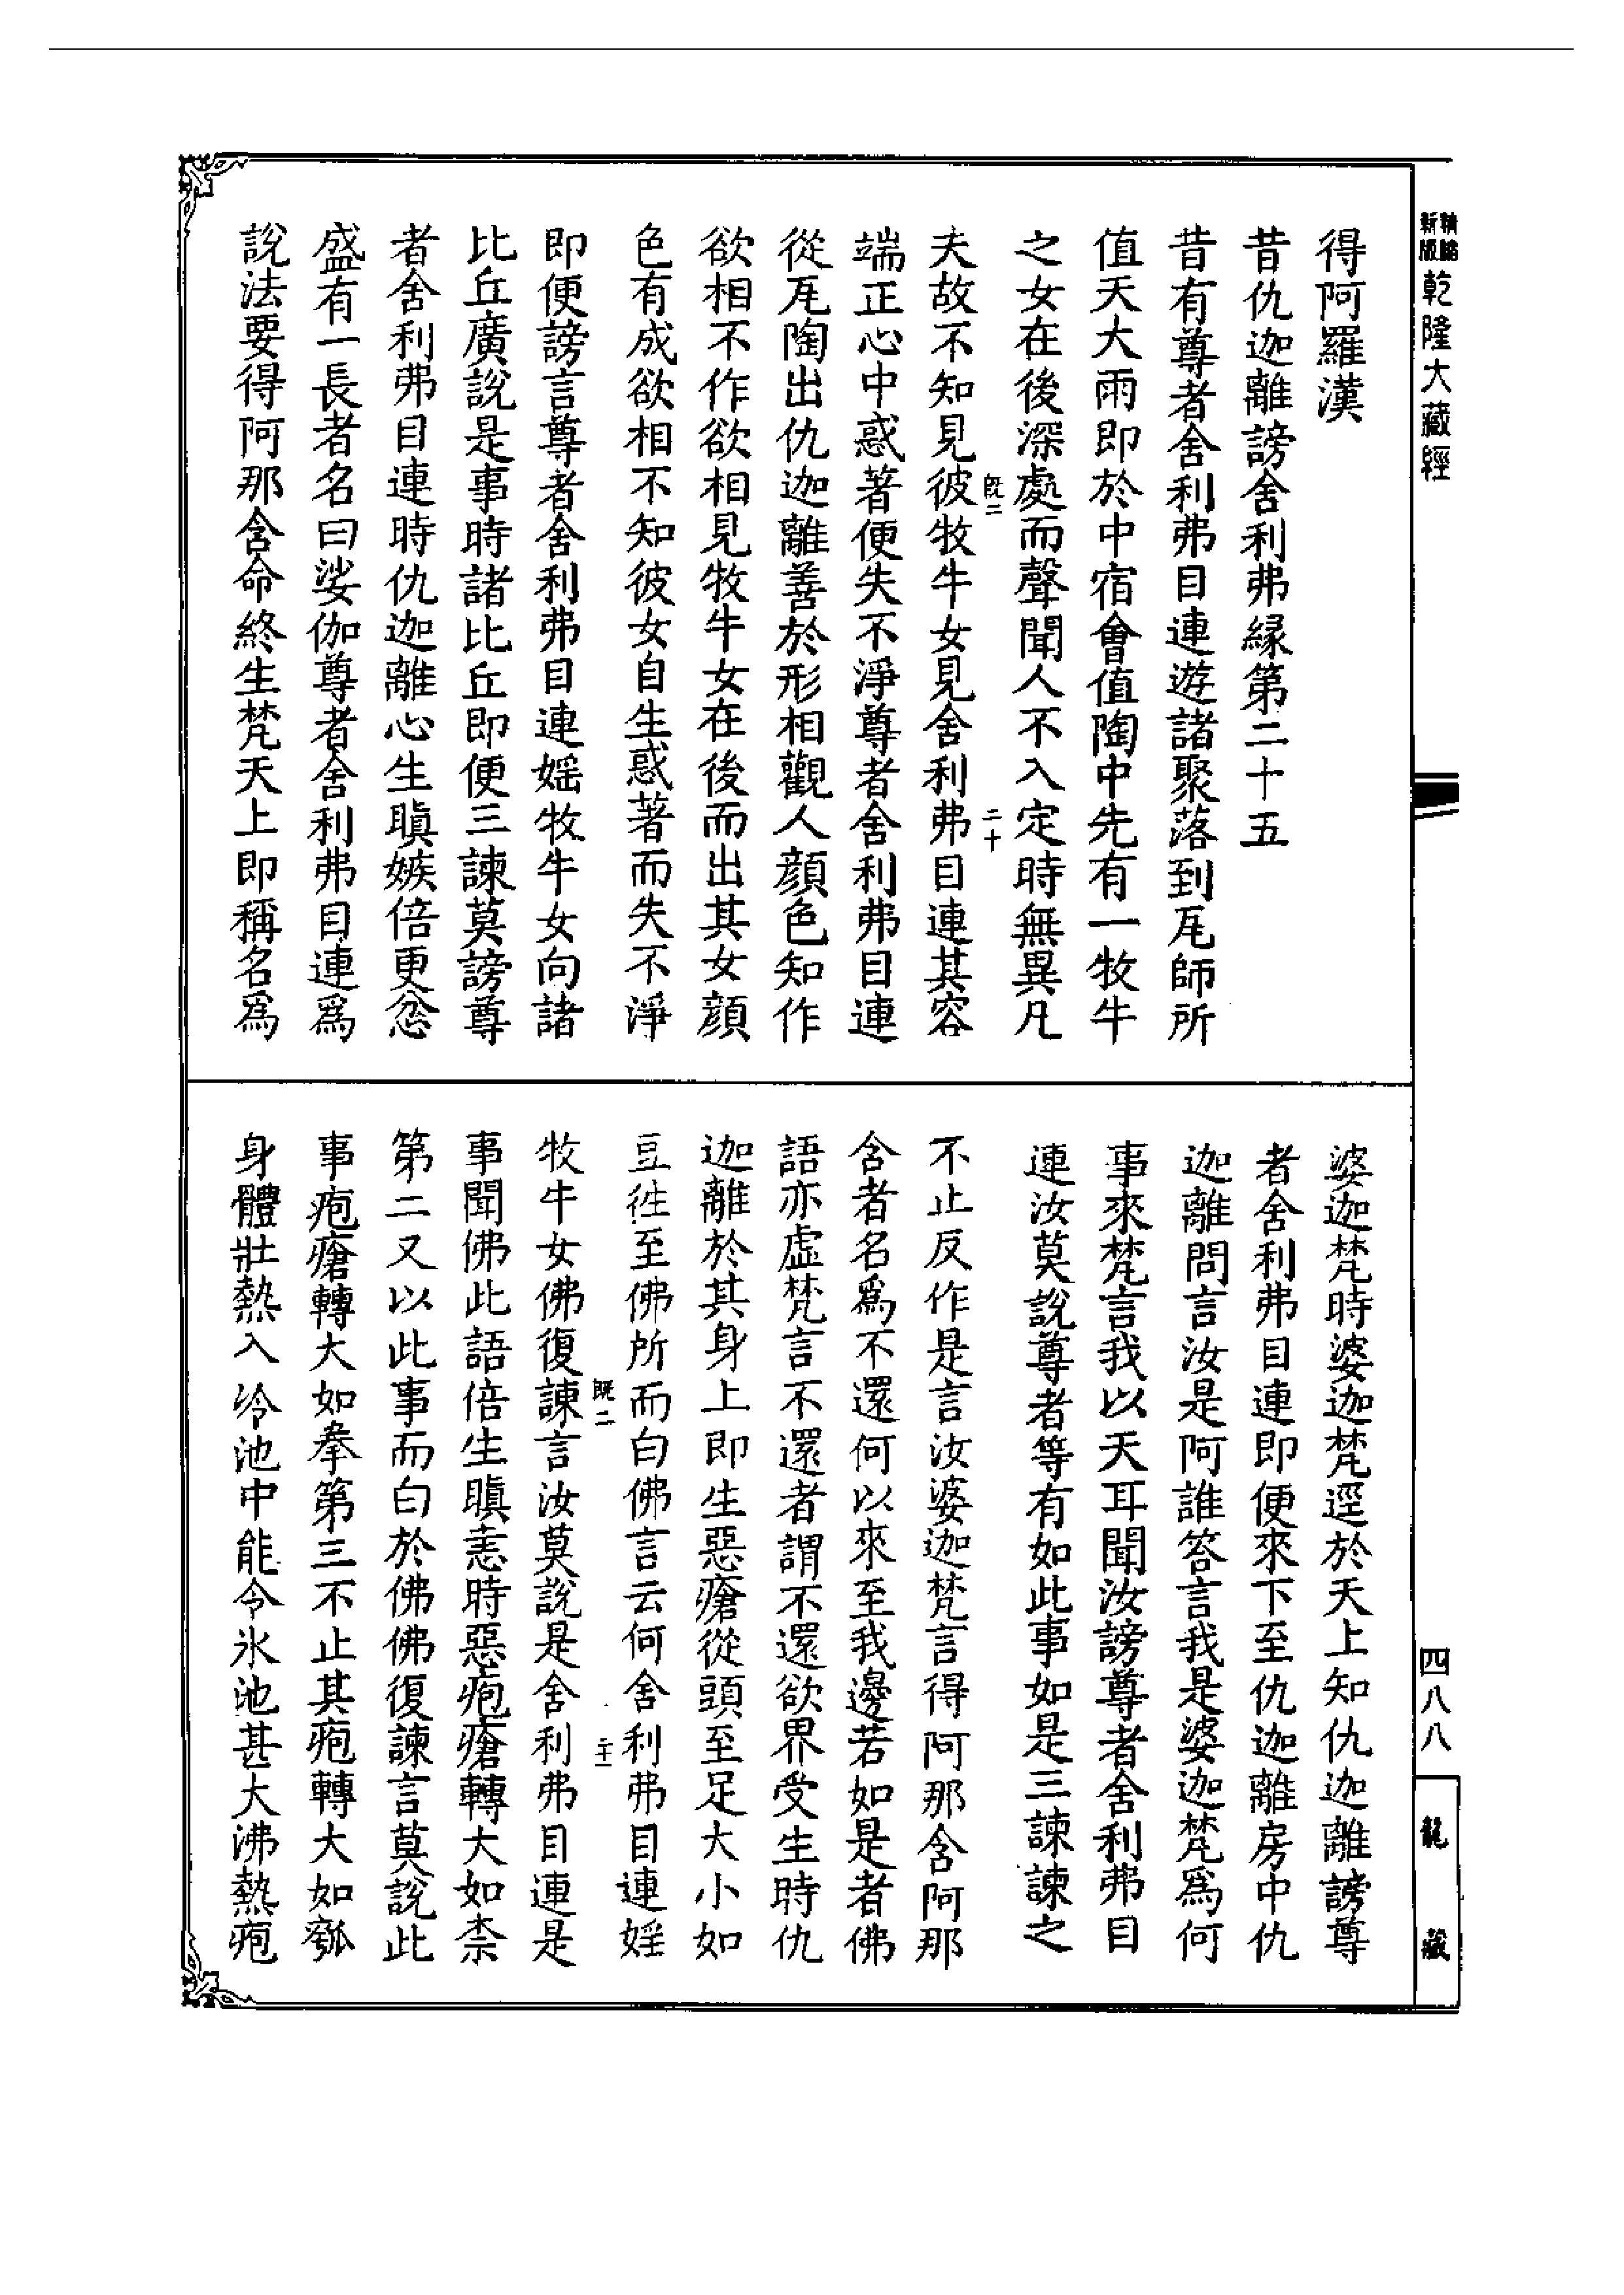 精縮
新版
乾隆大藏經
得阿羅漢
昔仇迦離謗舍利弗緣第二十五
昔有尊者舍利弗目連遊諸聚落到瓦師所
值天大雨即於中宿會值陶中先有一牧牛
之女在後深處而聲聞人不入定時無異凡
夫故不知見彼牧牛女見舍利弗目連其容
端正心中惑著便失不淨尊者舍利弗目連
從瓦陶出仇迦離善於形相觀人顏色知作
欲相不作欲相見牧牛女在後而出其女顏
色有成欲相不知彼女自生惑著而失不淨
即便謗言尊者舍利弗目連婬牧牛女向諸
比丘廣說是事時諸比丘即便三諫莫謗尊
者舍利弗目連時仇迦離心生瞋嫉倍更忿
盛有一長者名曰娑伽尊者舍利弗目連爲
說法要得阿那含命終生梵天上即稱名爲
婆迦梵時婆迦梵逕於天上知仇迦離謗尊
者舍利弗目連即便來下至仇迦離房中仇
迦離問言汝是阿誰答言我是婆迦梵爲何
事來梵言我以天耳聞汝謗尊者舍利弗目
連汝莫說尊者等有如此事如是三諫諫之
不止反作是言汝婆迦梵言得阿那含阿那
含者名爲不還何以來至我邊若如是者佛
語亦虛梵言不還者謂不還欲界受生時仇
迦離於其身上即生惡瘡從頭至足大小如
豆徃至佛所而白佛言云何舍利弗目連婬
牧牛女佛復諫言汝莫說是舍利弗目連是
事聞佛此語倍生瞋恚時惡疱瘡轉大如柰
第二又以此事而白於佛佛復諫言莫說此
事疱瘡轉大如拳第三不止其疱轉大如瓠
身體壯熱入冷池中能令氷池甚大沸熱疱
既二
二十
既二
二十一
四八八
龍藏